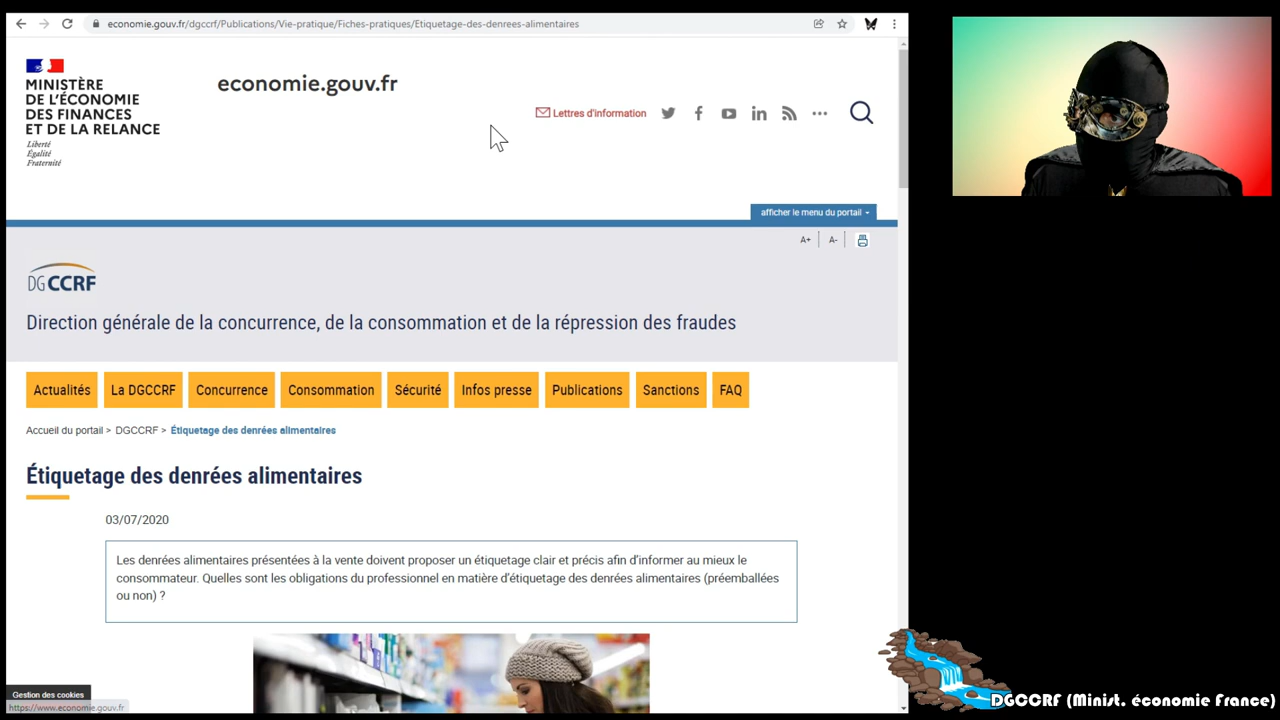 economie.gouv.fr/dgccrf/Publications/Vie-pratique/Fiches-pratiques/Etiquetage-des-denrees-alimentaires
MINISTÈRE
DE L'ÉCONOMIE
DES FINANCES
ET DE LA RELANCE
Liberté
Égalité
Fraternité
economie.gouv.fr
Lettres d'information
afficher le menu du portail
A+ A-
DGCCRF
Direction générale de la concurrence, de la consommation et de la répression des fraudes
Actualités La DGCCRF Concurrence Consommation Sécurité Infos presse Publications Sanctions FAQ
Accueil du portail > DGCCRF > Étiquetage des denrées alimentaires
Étiquetage des denrées alimentaires
03/07/2020
Les denrées alimentaires présentées à la vente doivent proposer un étiquetage clair et précis afin d'informer au mieux le
consommateur. Quelles sont les obligations du professionnel en matière d'étiquetage des denrées alimentaires (préemballées
ou non) ?
Gestion des cookies
https://www.economie.gouv.fr
DGCCRF (Minist. économie France)